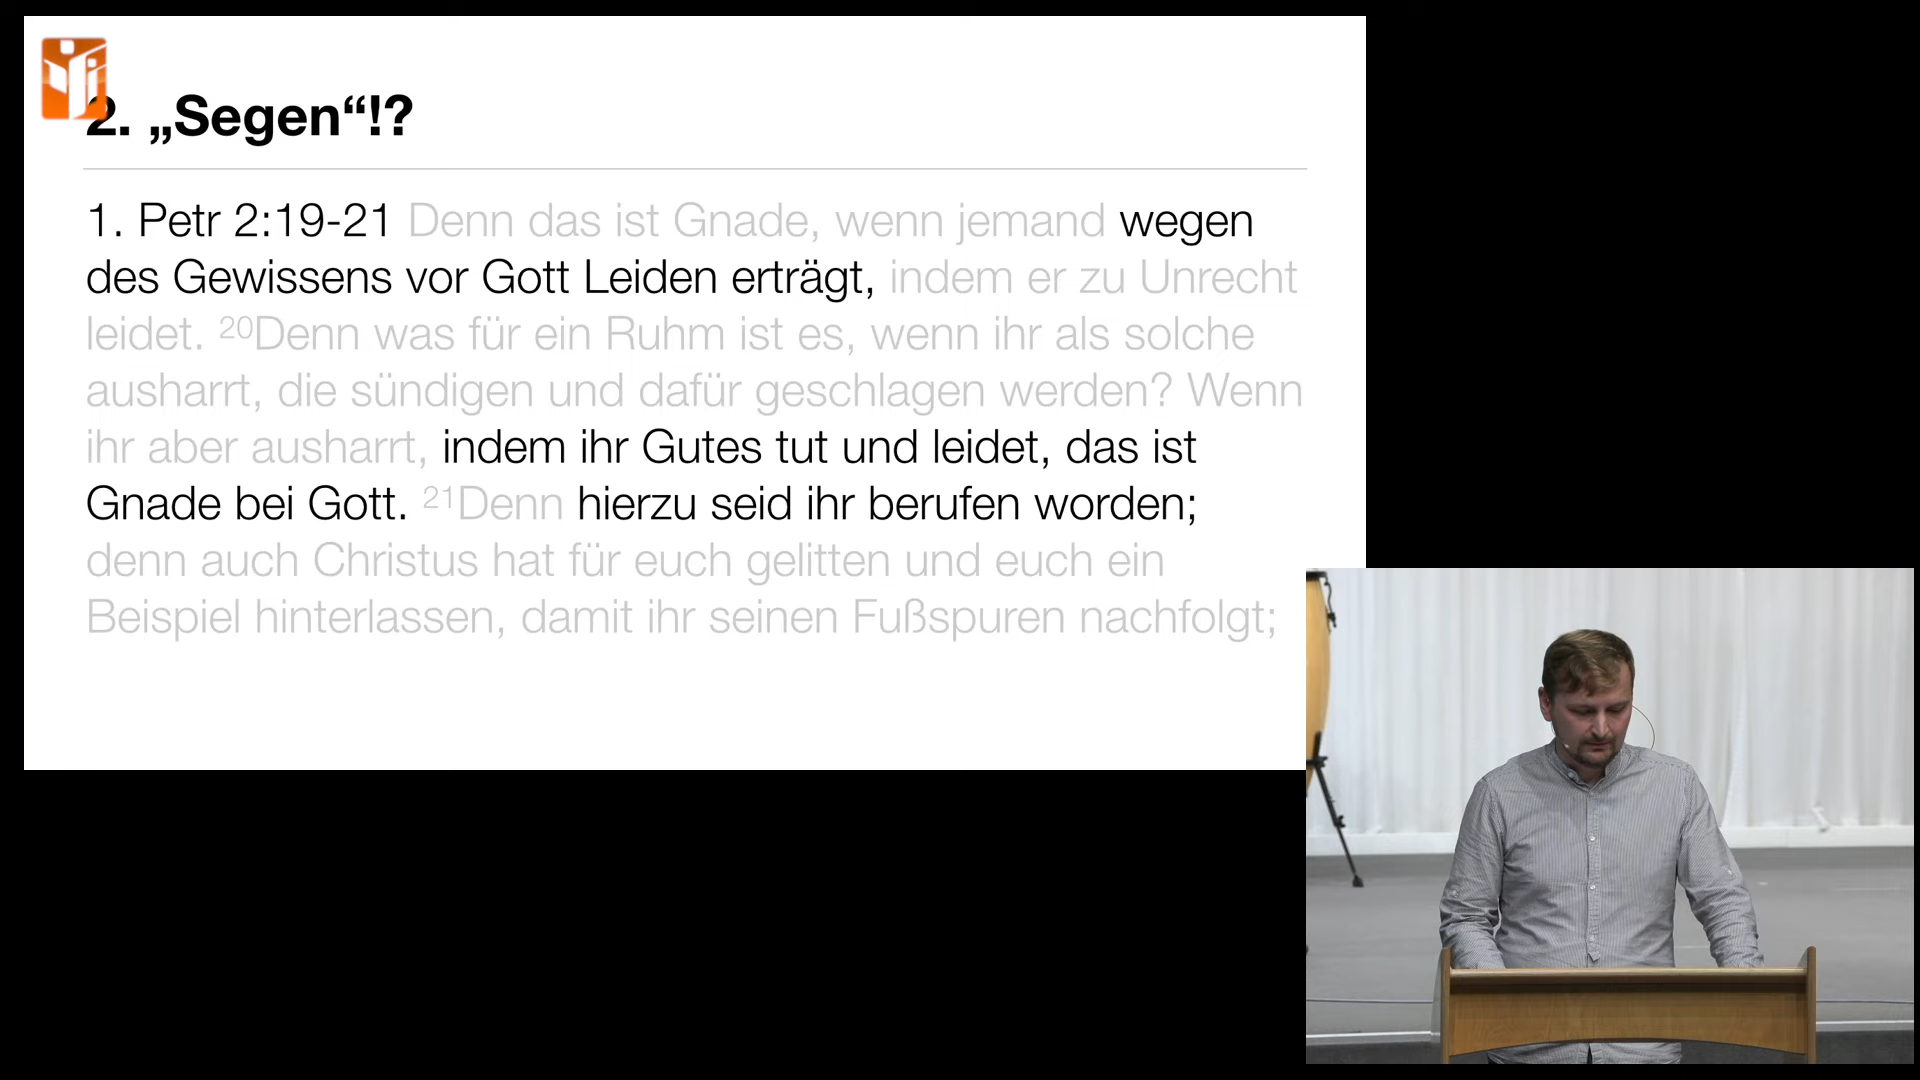 2. „Segen“!?
1. Petr 2:19-21 Denn das ist Gnade, wenn jemand wegen
des Gewissens vor Gott Leiden erträgt, indem er zu Unrecht
leidet. ²⁰Denn was für ein Ruhm ist es, wenn ihr als solche
ausharrt, die sündigen und dafür geschlagen werden? Wenn
ihr aber ausharrt, indem ihr Gutes tut und leidet, das ist
Gnade bei Gott. ²¹Denn hierzu seid ihr berufen worden;
denn auch Christus hat für euch gelitten und euch ein
Beispiel hinterlassen, damit ihr seinen Fußspuren nachfolgt;